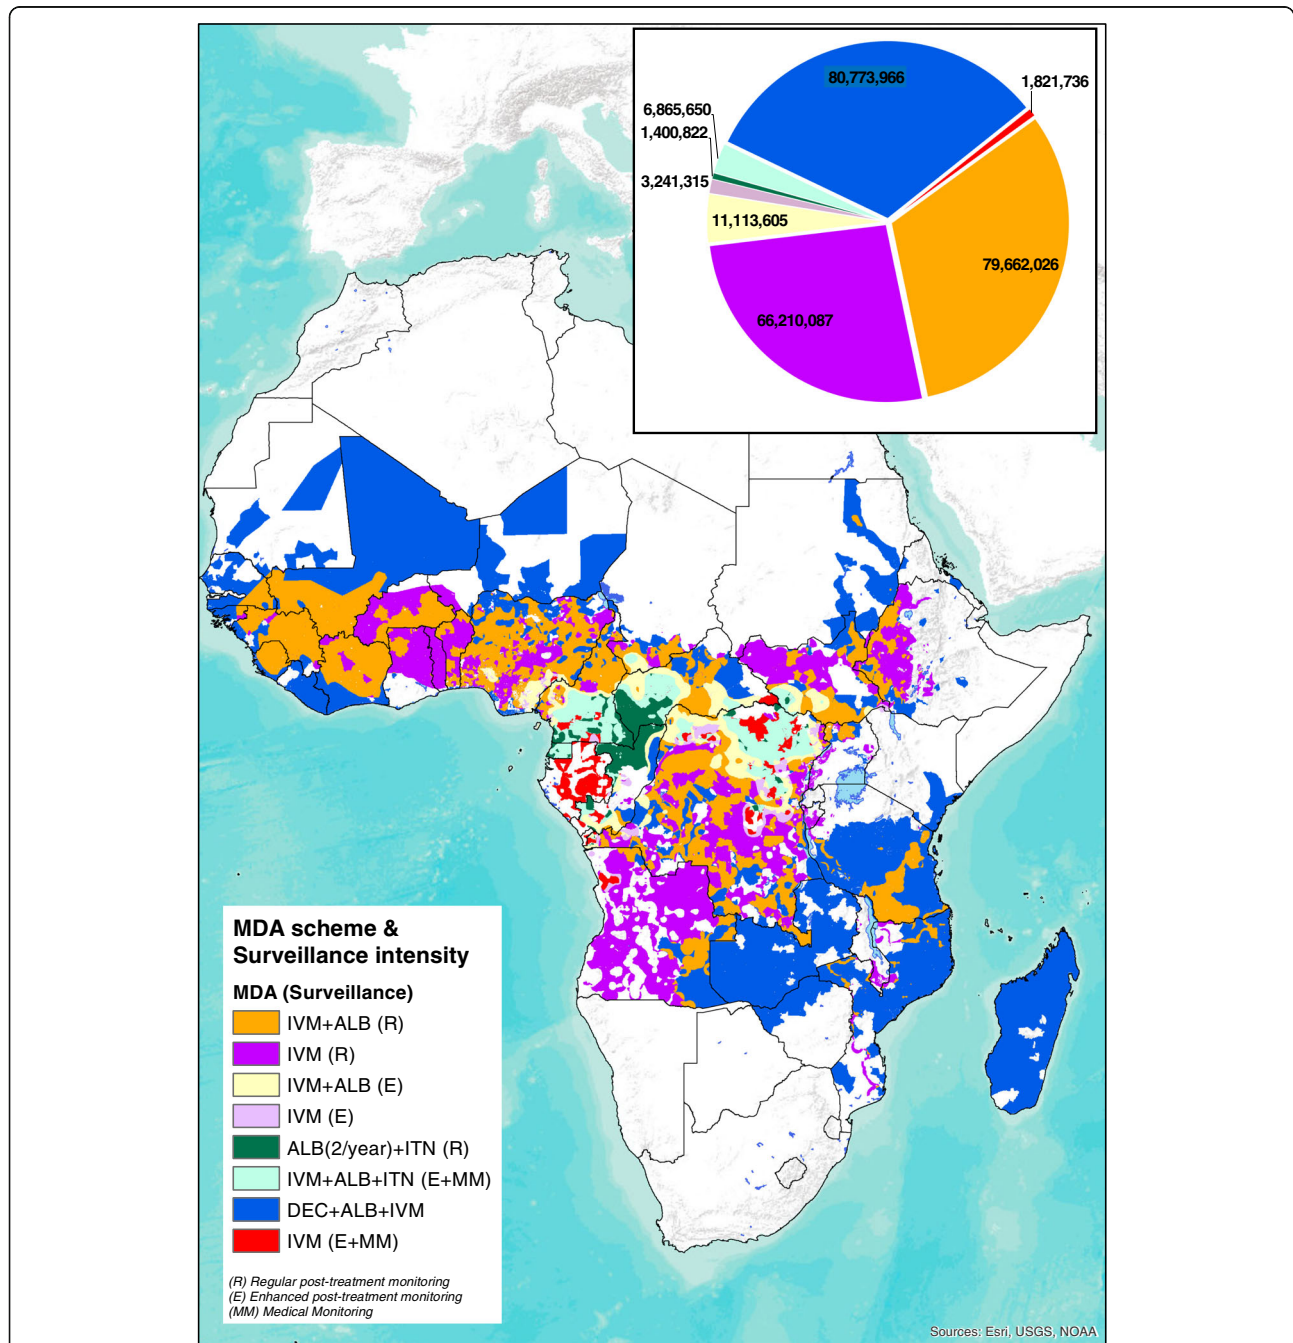 80,773,966
1,821,736
6,865,650
1,400,822
3,241,315
11,113,605
79,662,026
66,210,087
MDA scheme &
Surveillance intensity
MDA (Surveillance)
IVM+ALB (R)
IVM (R)
IVM+ALB (E)
IVM (E)
ALB(2/year)+ITN (R)
IVM+ALB+ITN (E+MM)
DEC+ALB+IVM
IVM (E+MM)
(R) Regular post-treatment monitoring
(E) Enhanced post-treatment monitoring
(MM) Medical Monitoring
Sources: Esri, USGS, NOAA